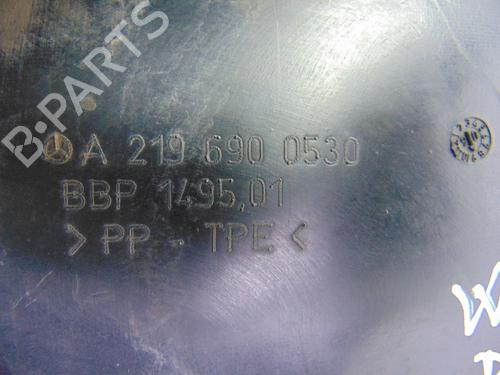 B-PARTS
A 219 690 0530
BBP 1495,01
> PP - TPE <
W